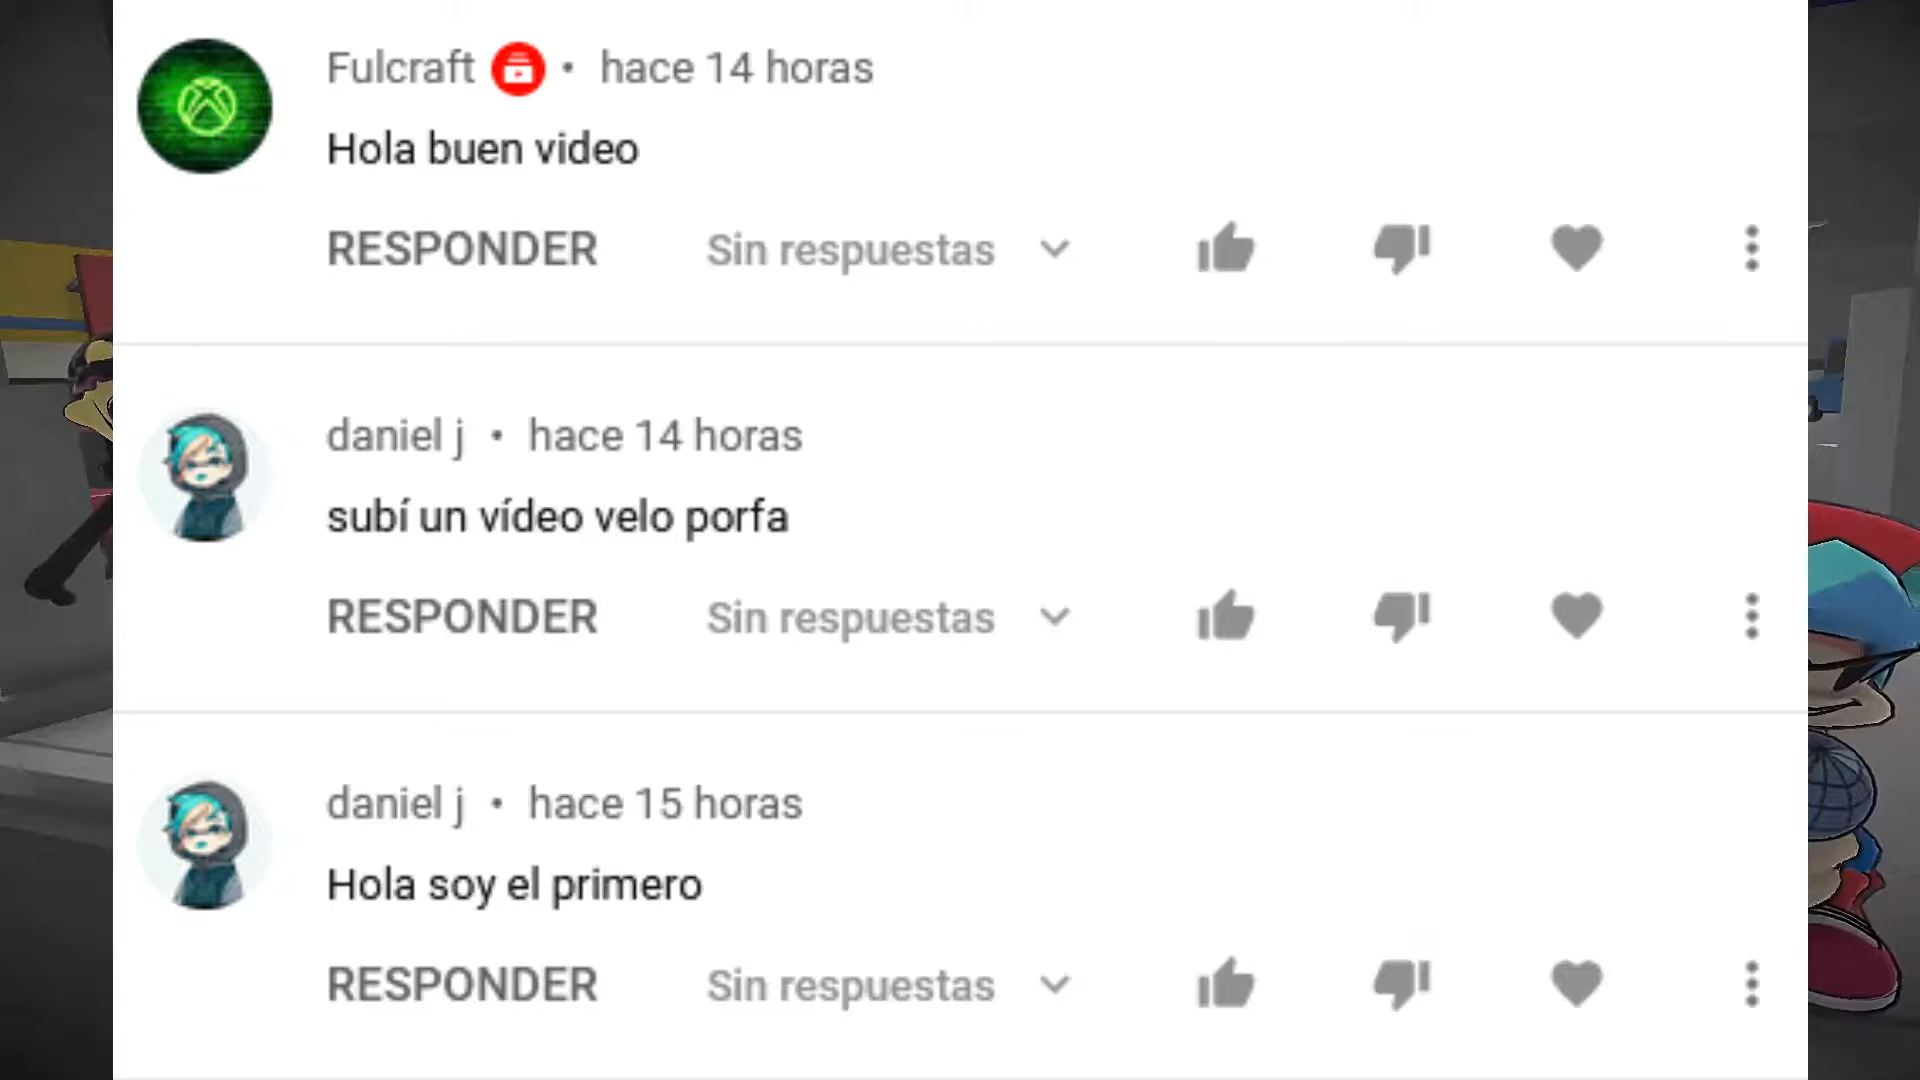 Fulcraft • hace 14 horas
Hola buen video
RESPONDER Sin respuestas
daniel j • hace 14 horas
subí un vídeo velo porfa
RESPONDER Sin respuestas
daniel j • hace 15 horas
Hola soy el primero
RESPONDER Sin respuestas